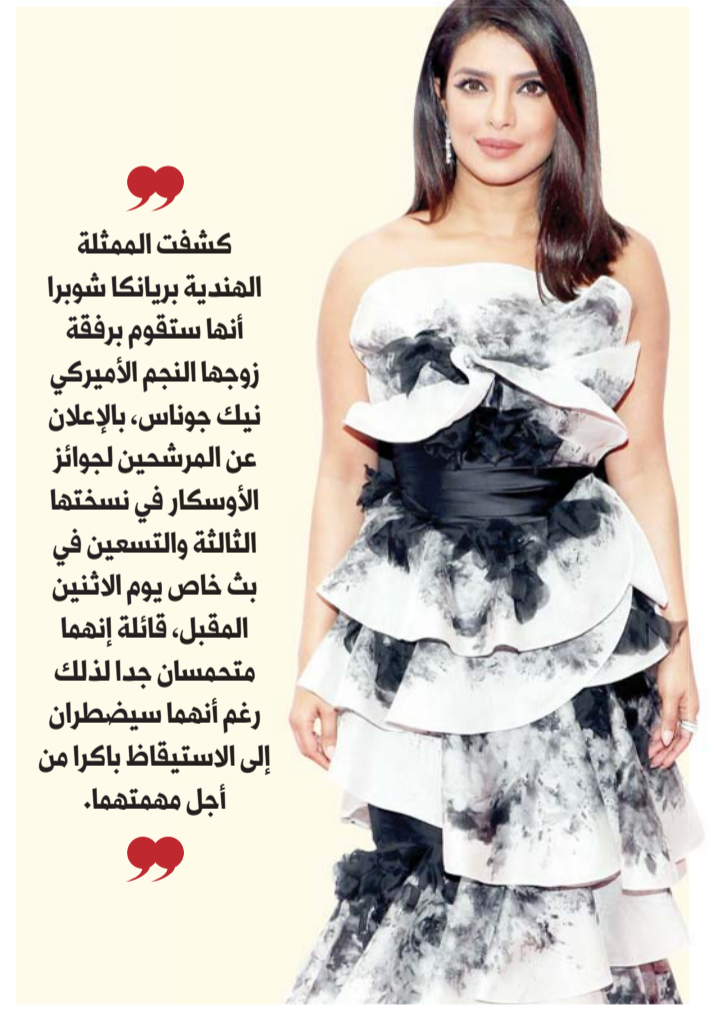 كشفت الممثلة
الهندية بريانكا شوبرا
أنها ستقوم برفقة
زوجها النجم الأميركي
نيك جوناس، بالإعلان
عن المرشحين لجوائز
الأوسكار في نسختها
الثالثة والتسعين في
بث خاص يوم الاثنين
المقبل، قائلة إنهما
متحمسان جدا لذلك
رغم أنهما سيضطران
إلى الاستيقاظ باكرا من
أجل مهمتهما.